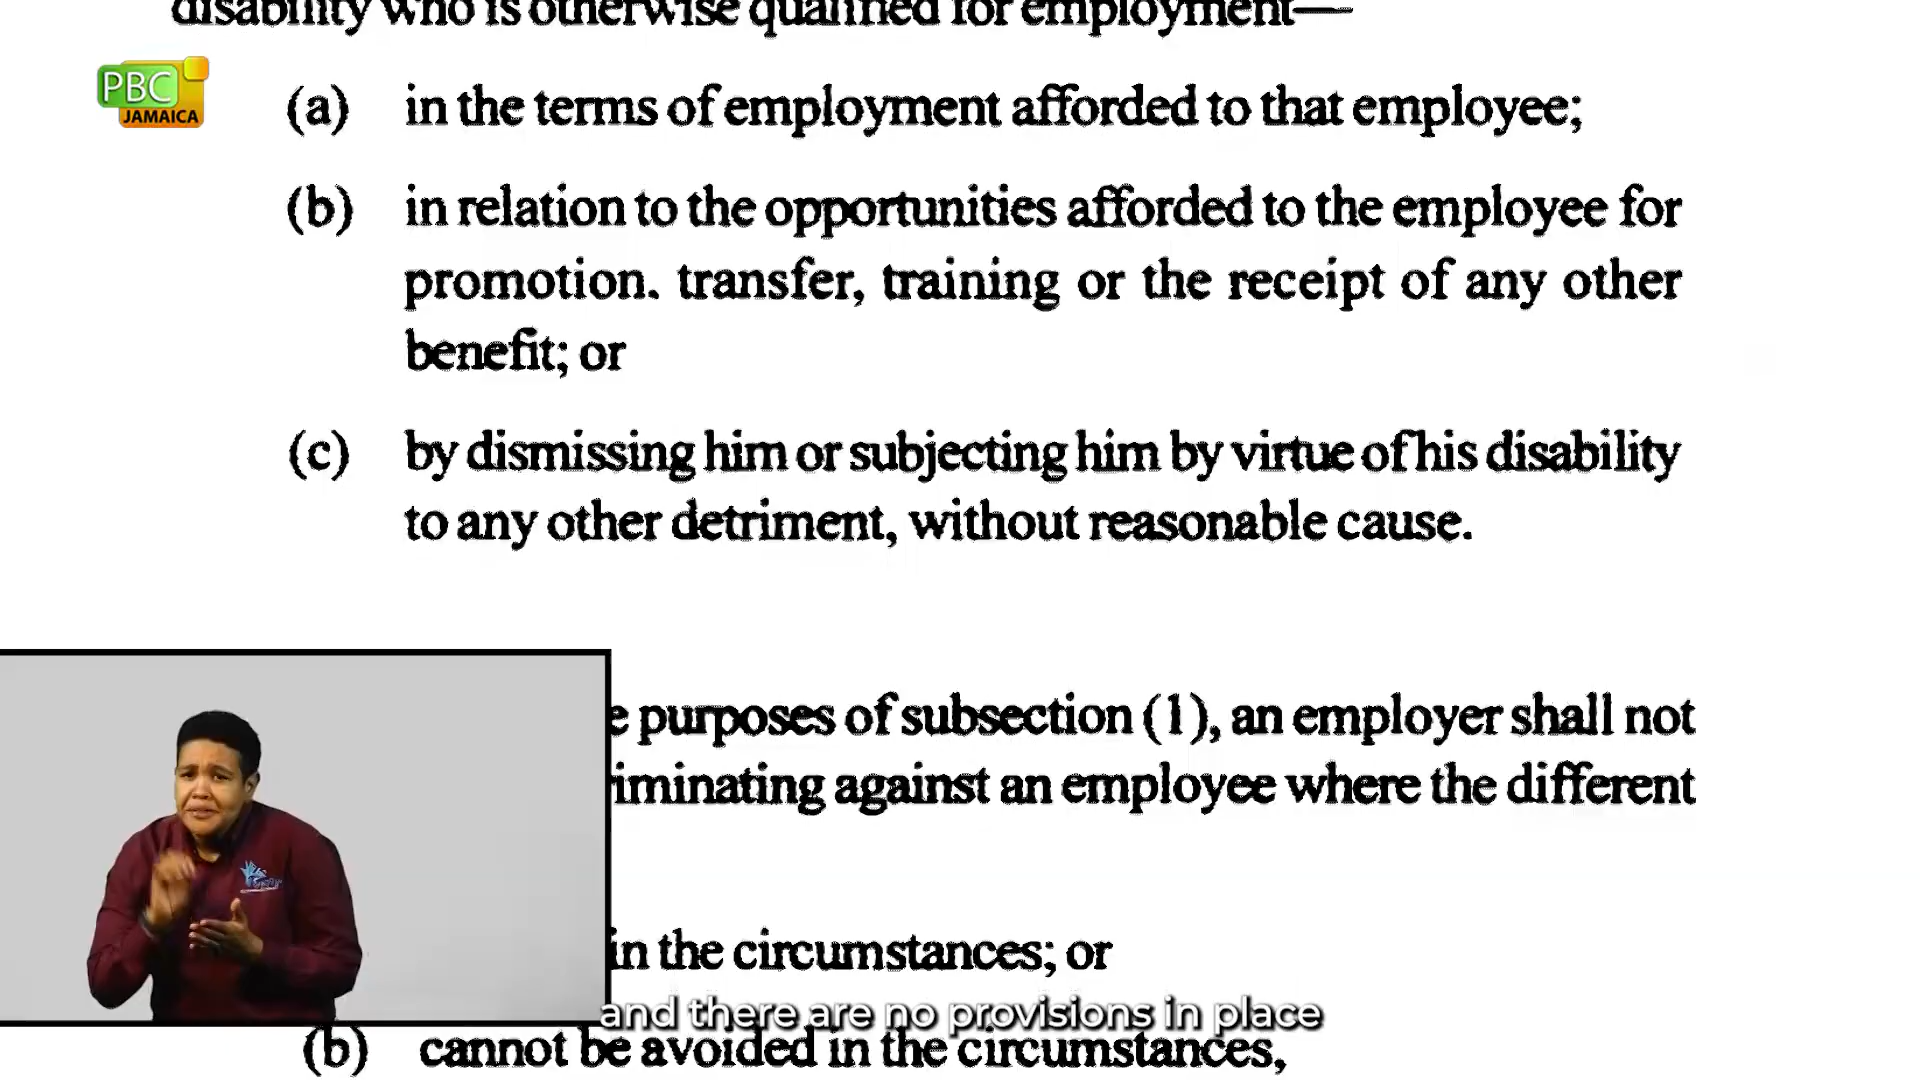 disability who is otherwise qualified for employment—
PBC
JAMAICA
(a) in the terms of employment afforded to that employee;
(b) in relation to the opportunities afforded to the employee for
promotion. transfer, training or the receipt of any other
benefit; or
(c) by dismissing him or subjecting him by virtue of his disability
to any other detriment, without reasonable cause.
purposes of subsection (1), an employer shall not
against an employee where the different
in the circumstances; or
and there are no provisions in place
(b) cannot be avoided in the circumstances,